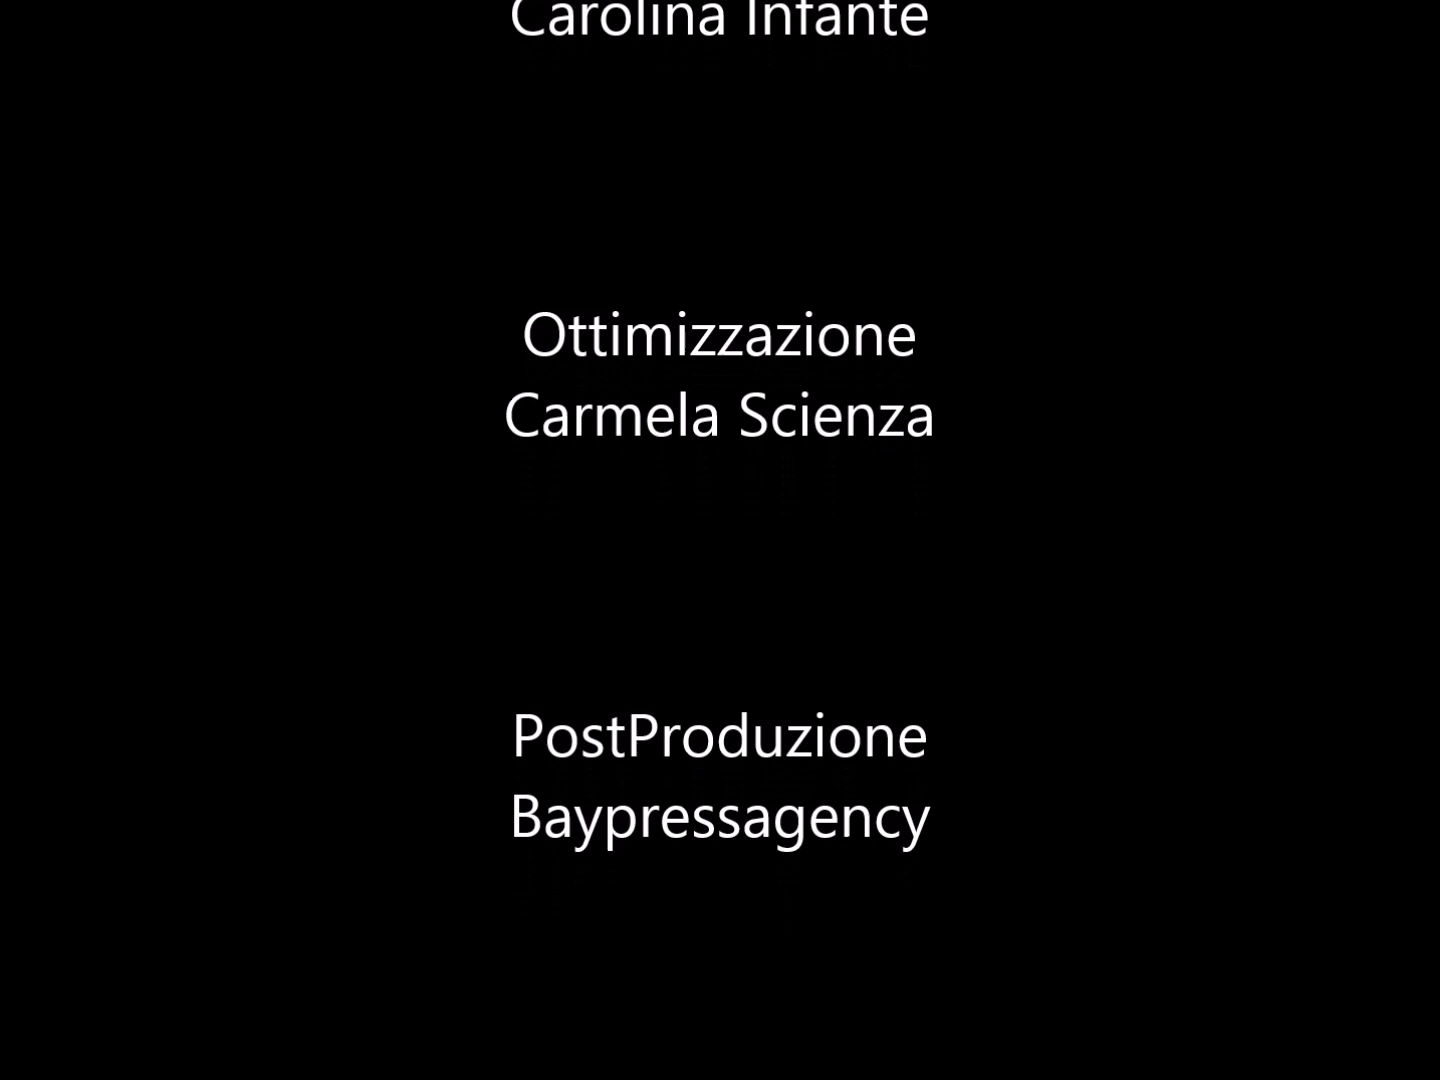 Carolina Infante
Ottimizzazione
Carmela Scienza
PostProduzione
Baypressagency